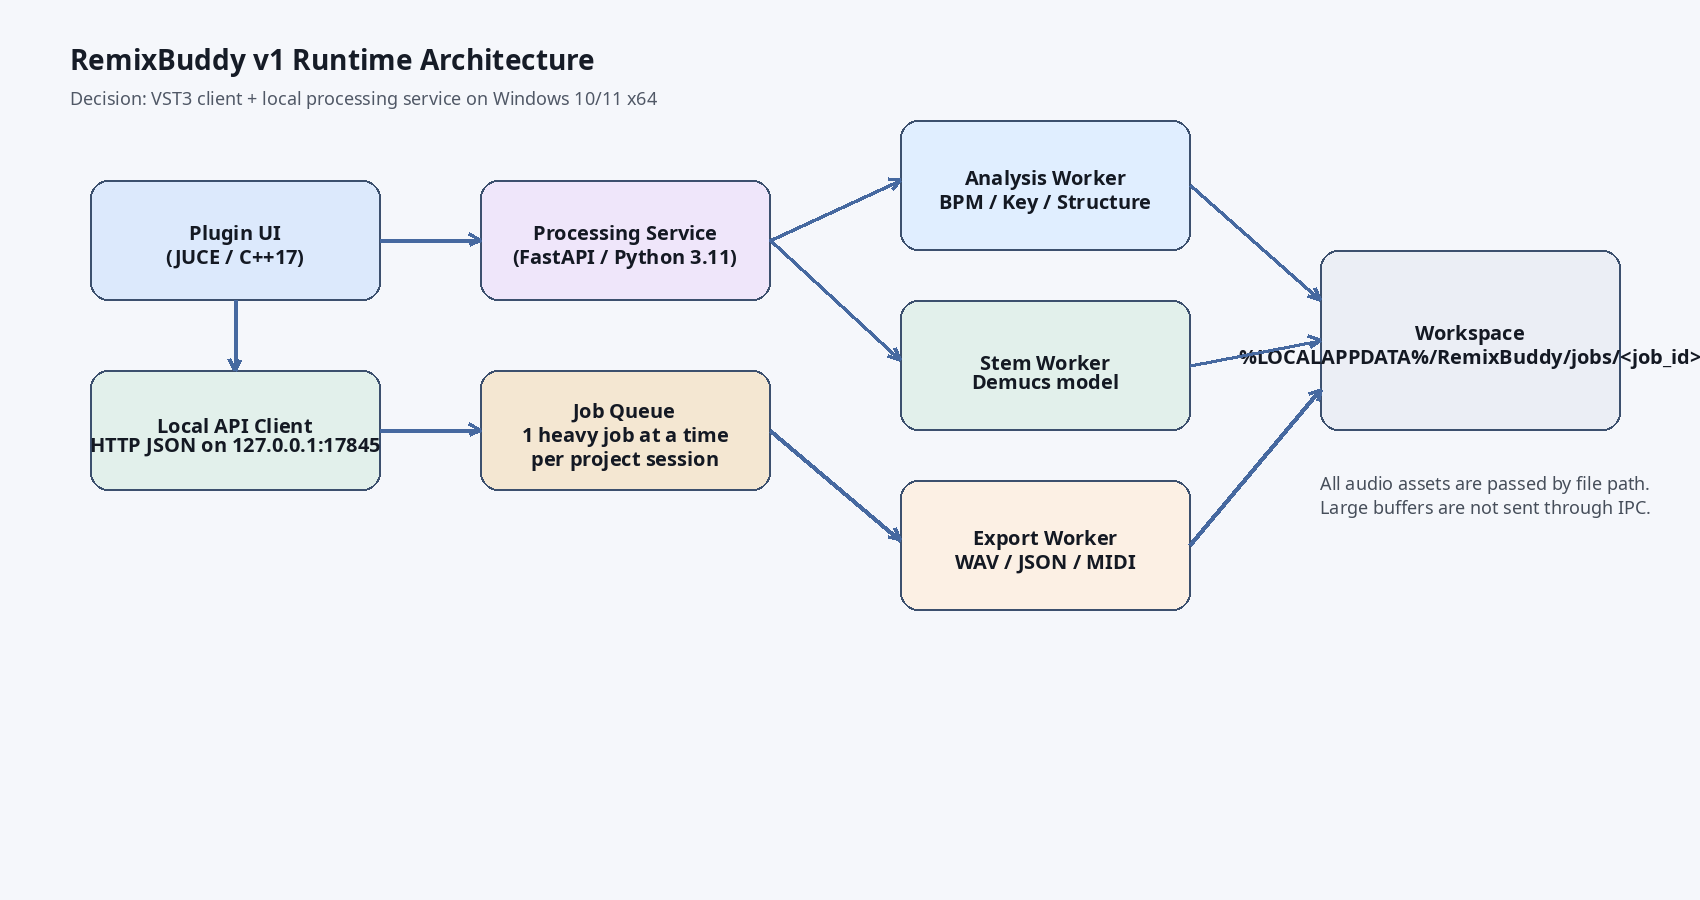 RemixBuddy v1 Runtime Architecture
Decision: VST3 client + local processing service on Windows 10/11 x64
Plugin UI
(JUCE / C++17)
Processing Service
(FastAPI / Python 3.11)
Analysis Worker
BPM / Key / Structure
Local API Client
HTTP JSON on 127.0.0.1:17845
Job Queue
1 heavy job at a time
per project session
Stem Worker
Demucs model
Export Worker
WAV / JSON / MIDI
Workspace
%LOCALAPPDATA%/RemixBuddy/jobs/<job_id>
All audio assets are passed by file path.
Large buffers are not sent through IPC.